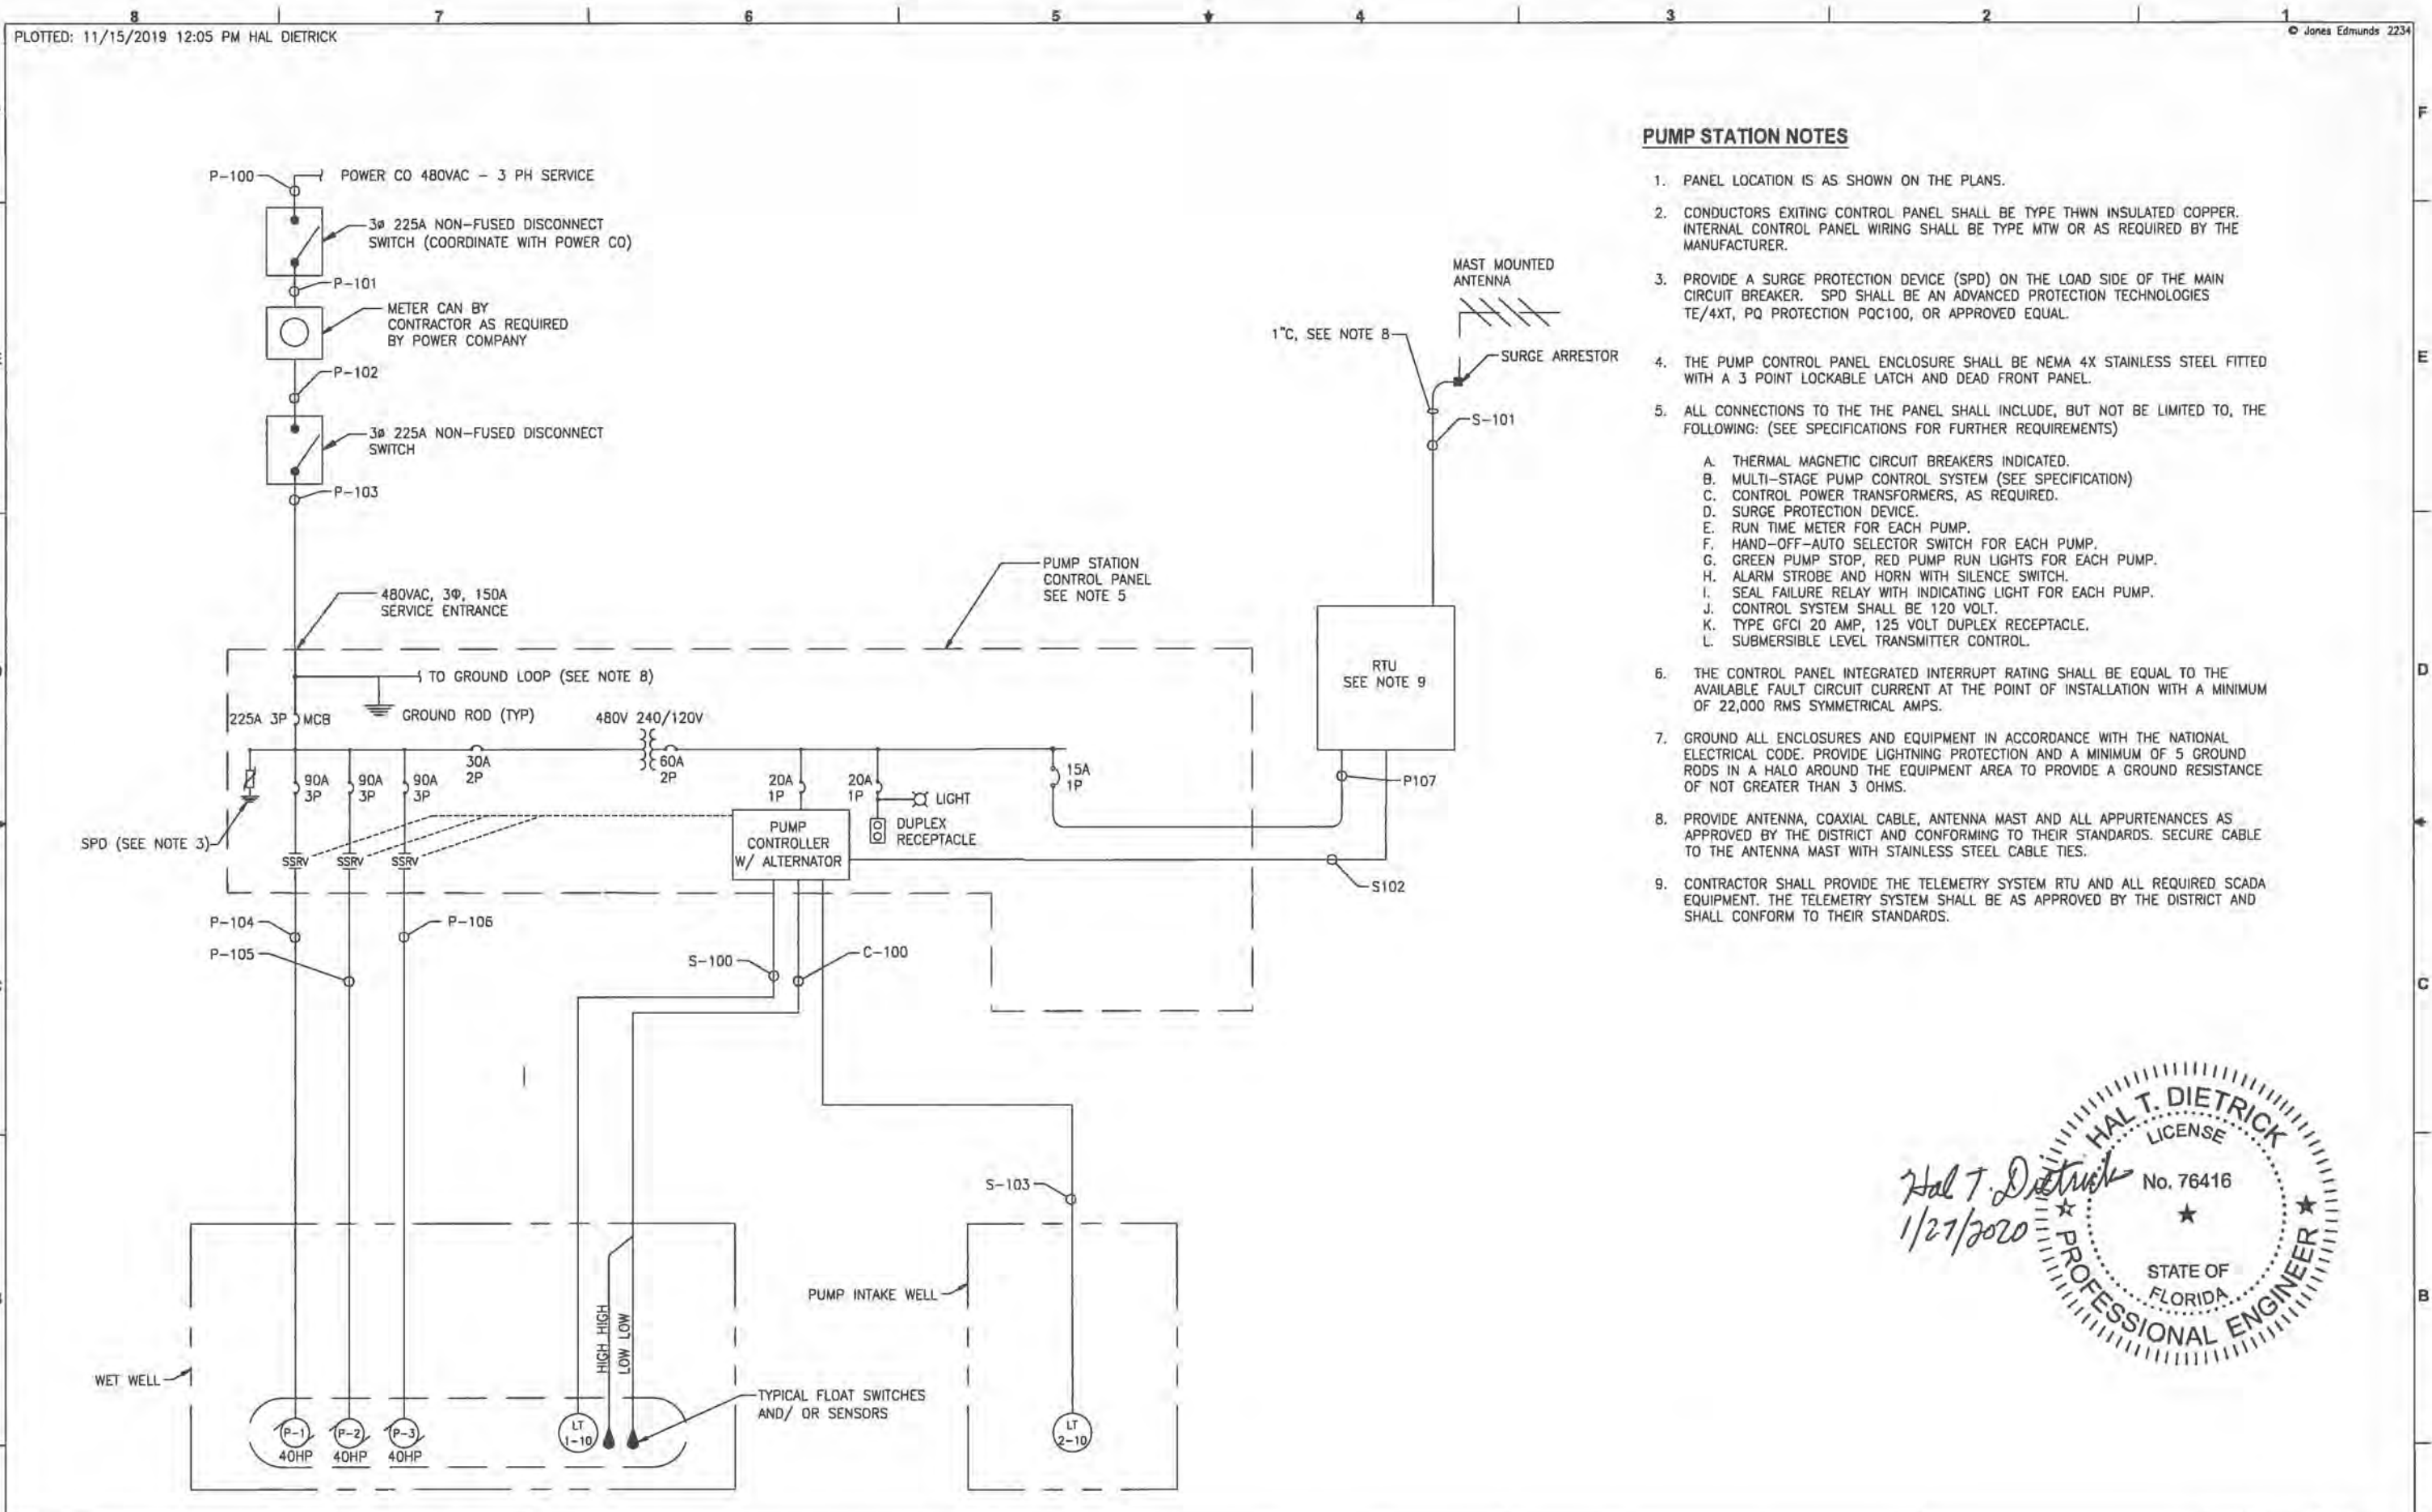 8 7 6 5 4 3 2 1
PLOTTED: 11/15/2019 12:05 PM HAL DIETRICK
© Jones Edmunds 2234
F
E
D
C
B
P-100
POWER CO 480VAC - 3 PH SERVICE
3ø 225A NON-FUSED DISCONNECT
SWITCH (COORDINATE WITH POWER CO)
P-101
METER CAN BY
CONTRACTOR AS REQUIRED
BY POWER COMPANY
P-102
3ø 225A NON-FUSED DISCONNECT
SWITCH
P-103
480VAC, 3Φ, 150A
SERVICE ENTRANCE
PUMP STATION
CONTROL PANEL
SEE NOTE 5
MAST MOUNTED
ANTENNA
1"C, SEE NOTE 8
SURGE ARRESTOR
S-101
RTU
SEE NOTE 9
TO GROUND LOOP (SEE NOTE 8)
225A 3P MCB
GROUND ROD (TYP)
480V 240/120V
90A
3P
90A
3P
90A
3P
30A
2P
60A
2P
20A
1P
20A
1P
15A
1P
LIGHT
DUPLEX
RECEPTACLE
P107
SPD (SEE NOTE 3)
SSRV SSRV SSRV
PUMP
CONTROLLER
W/ ALTERNATOR
S102
P-104
P-105
P-106
S-100
C-100
S-103
PUMP INTAKE WELL
HIGH HIGH
LOW LOW
WET WELL
TYPICAL FLOAT SWITCHES
AND/ OR SENSORS
P-1
40HP
P-2
40HP
P-3
40HP
LT
1-10
LT
2-10
PUMP STATION NOTES
1. PANEL LOCATION IS AS SHOWN ON THE PLANS.
2. CONDUCTORS EXITING CONTROL PANEL SHALL BE TYPE THWN INSULATED COPPER.
INTERNAL CONTROL PANEL WIRING SHALL BE TYPE MTW OR AS REQUIRED BY THE
MANUFACTURER.
3. PROVIDE A SURGE PROTECTION DEVICE (SPD) ON THE LOAD SIDE OF THE MAIN
CIRCUIT BREAKER. SPD SHALL BE AN ADVANCED PROTECTION TECHNOLOGIES
TE/4XT, PQ PROTECTION PQC100, OR APPROVED EQUAL.
4. THE PUMP CONTROL PANEL ENCLOSURE SHALL BE NEMA 4X STAINLESS STEEL FITTED
WITH A 3 POINT LOCKABLE LATCH AND DEAD FRONT PANEL.
5. ALL CONNECTIONS TO THE THE PANEL SHALL INCLUDE, BUT NOT BE LIMITED TO, THE
FOLLOWING: (SEE SPECIFICATIONS FOR FURTHER REQUIREMENTS)
A. THERMAL MAGNETIC CIRCUIT BREAKERS INDICATED.
B. MULTI-STAGE PUMP CONTROL SYSTEM (SEE SPECIFICATION)
C. CONTROL POWER TRANSFORMERS, AS REQUIRED.
D. SURGE PROTECTION DEVICE.
E. RUN TIME METER FOR EACH PUMP.
F. HAND-OFF-AUTO SELECTOR SWITCH FOR EACH PUMP.
G. GREEN PUMP STOP, RED PUMP RUN LIGHTS FOR EACH PUMP.
H. ALARM STROBE AND HORN WITH SILENCE SWITCH.
I. SEAL FAILURE RELAY WITH INDICATING LIGHT FOR EACH PUMP.
J. CONTROL SYSTEM SHALL BE 120 VOLT.
K. TYPE GFCI 20 AMP, 125 VOLT DUPLEX RECEPTACLE.
L. SUBMERSIBLE LEVEL TRANSMITTER CONTROL.
6. THE CONTROL PANEL INTEGRATED INTERRUPT RATING SHALL BE EQUAL TO THE
AVAILABLE FAULT CIRCUIT CURRENT AT THE POINT OF INSTALLATION WITH A MINIMUM
OF 22,000 RMS SYMMETRICAL AMPS.
7. GROUND ALL ENCLOSURES AND EQUIPMENT IN ACCORDANCE WITH THE NATIONAL
ELECTRICAL CODE. PROVIDE LIGHTNING PROTECTION AND A MINIMUM OF 5 GROUND
RODS IN A HALO AROUND THE EQUIPMENT AREA TO PROVIDE A GROUND RESISTANCE
OF NOT GREATER THAN 3 OHMS.
8. PROVIDE ANTENNA, COAXIAL CABLE, ANTENNA MAST AND ALL APPURTENANCES AS
APPROVED BY THE DISTRICT AND CONFORMING TO THEIR STANDARDS. SECURE CABLE
TO THE ANTENNA MAST WITH STAINLESS STEEL CABLE TIES.
9. CONTRACTOR SHALL PROVIDE THE TELEMETRY SYSTEM RTU AND ALL REQUIRED SCADA
EQUIPMENT. THE TELEMETRY SYSTEM SHALL BE AS APPROVED BY THE DISTRICT AND
SHALL CONFORM TO THEIR STANDARDS.
Hal T. Dietrick
1/27/2020
HAL T. DIETRICK
LICENSE
No. 76416
STATE OF
FLORIDA
PROFESSIONAL ENGINEER